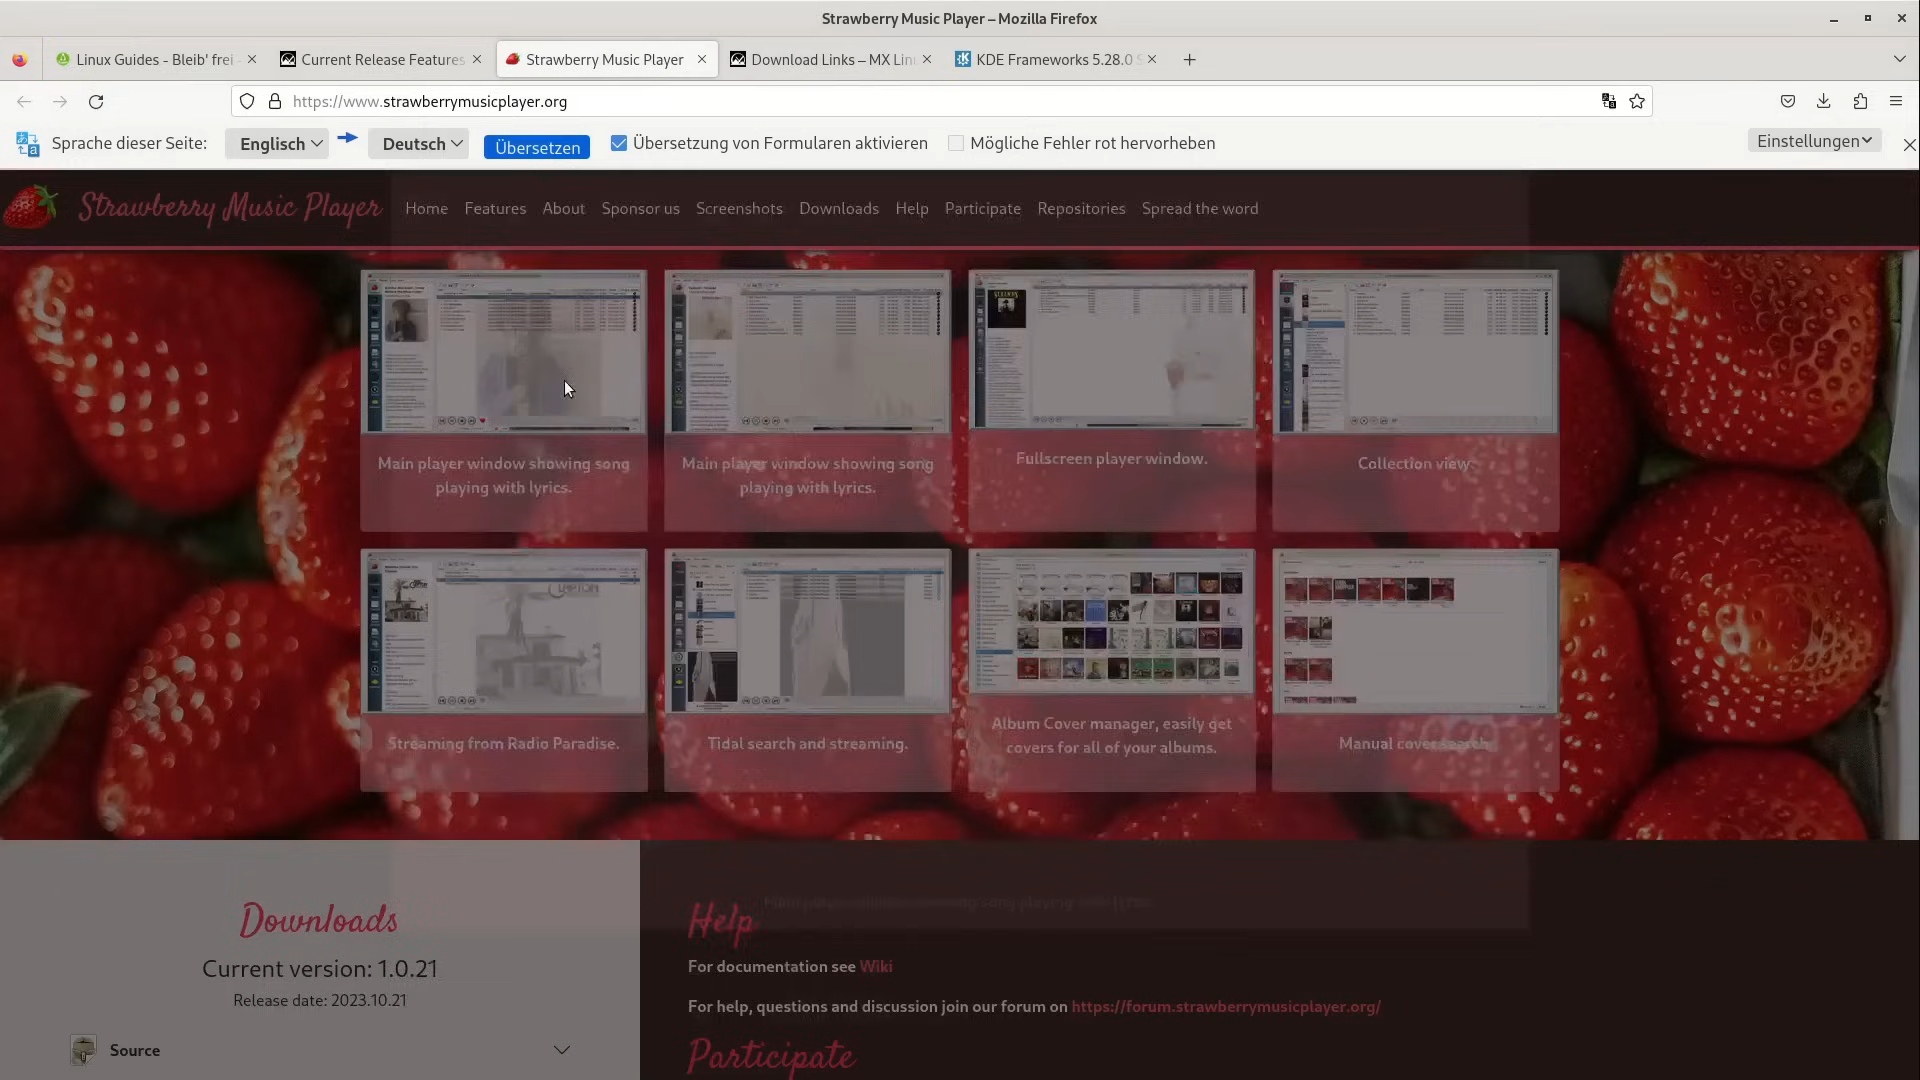 Strawberry Music Player – Mozilla Firefox
Linux Guides - Bleib' frei
Current Release Features
Strawberry Music Player
Download Links – MX Lin
KDE Frameworks 5.28.0 S
https://www.strawberrymusicplayer.org
Sprache dieser Seite: Englisch Deutsch Übersetzen Übersetzung von Formularen aktivieren Mögliche Fehler rot hervorheben Einstellungen
Strawberry Music Player Home Features About Sponsor us Screenshots Downloads Help Participate Repositories Spread the word
Main player window showing song
playing with lyrics.
Main player window showing song
playing with lyrics.
Fullscreen player window.
Collection view.
Streaming from Radio Paradise.
Tidal search and streaming.
Album Cover manager, easily get
covers for all of your albums.
Manual cover search.
Downloads
Current version: 1.0.21
Release date: 2023.10.21
Source
Help
For documentation see Wiki
For help, questions and discussion join our forum on https://forum.strawberrymusicplayer.org/
Participate